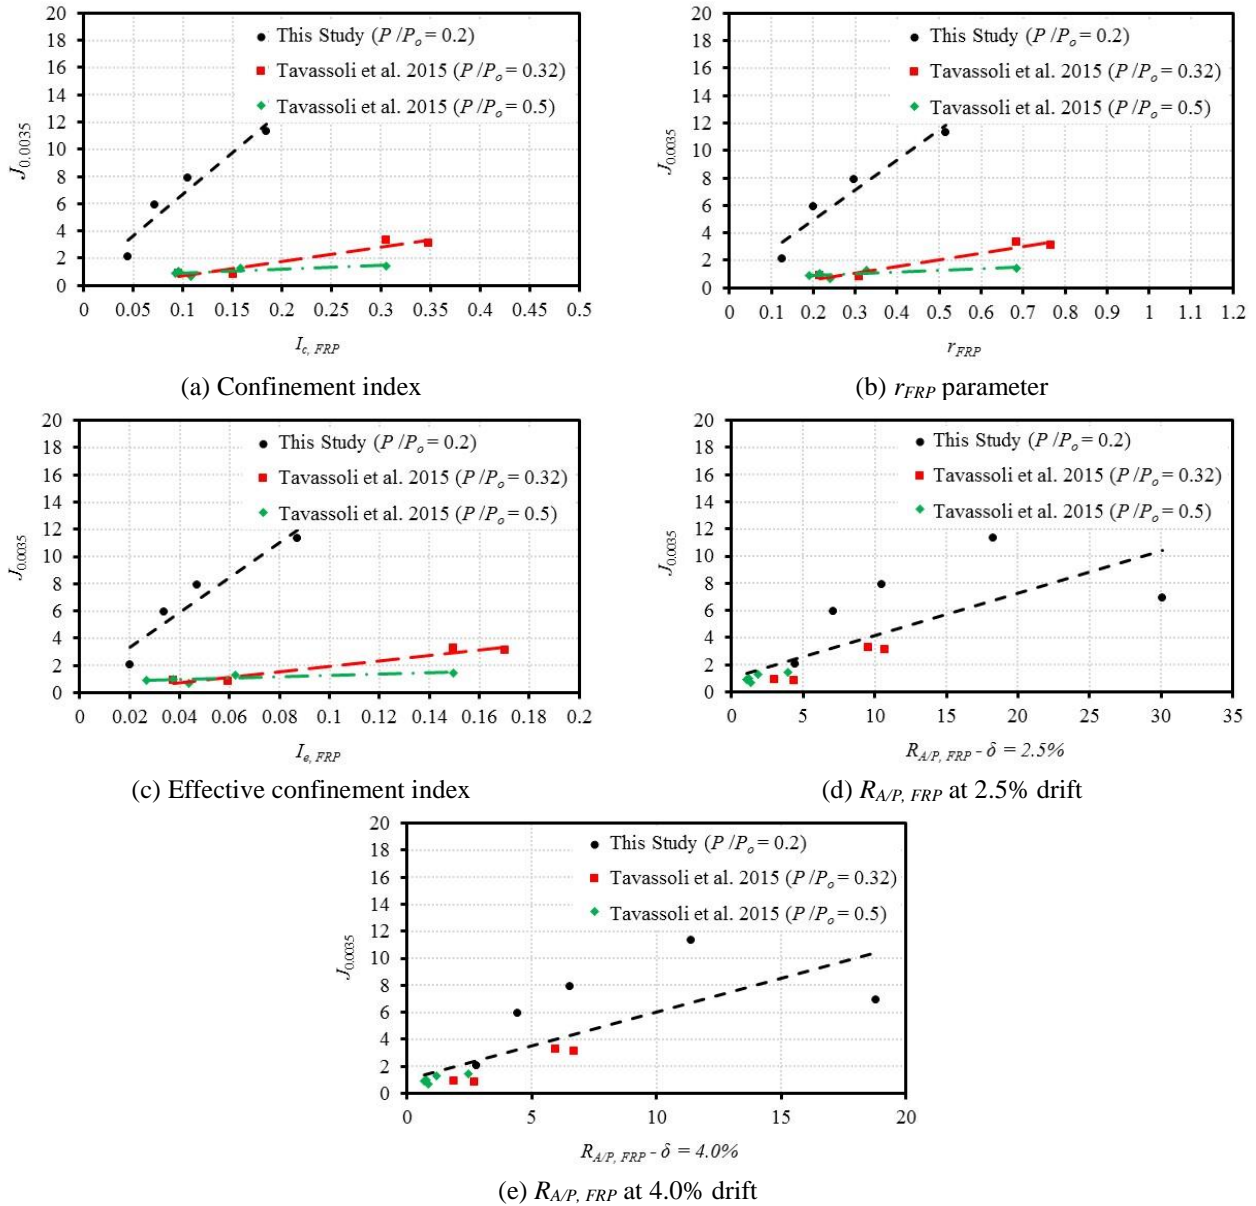 20
18
16
14
12
10
8
6
4
2
0
J0.0035
This Study (P /Po = 0.2)
Tavassoli et al. 2015 (P/Po = 0.32)
Tavassoli et al. 2015 (P/Po = 0.5)
0 0.05 0.1 0.15 0.2 0.25 0.3 0.35 0.4 0.45 0.5
Ic, FRP
(a) Confinement index
20
18
16
14
12
10
8
6
4
2
0
J0.0035
This Study (P /Po = 0.2)
Tavassoli et al. 2015 (P/Po = 0.32)
Tavassoli et al. 2015 (P/Po = 0.5)
0 0.1 0.2 0.3 0.4 0.5 0.6 0.7 0.8 0.9 1 1.1 1.2
rFRP
(b) rFRP parameter
20
18
16
14
12
10
8
6
4
2
0
J0.0035
This Study (P /Po = 0.2)
Tavassoli et al. 2015 (P/Po = 0.32)
Tavassoli et al. 2015 (P/Po = 0.5)
0 0.02 0.04 0.06 0.08 0.1 0.12 0.14 0.16 0.18 0.2
Ie, FRP
(c) Effective confinement index
20
18
16
14
12
10
8
6
4
2
0
J0.0035
This Study (P /Po = 0.2)
Tavassoli et al. 2015 (P/Po = 0.32)
Tavassoli et al. 2015 (P/Po = 0.5)
0 5 10 15 20 25 30 35
RA/P, FRP - δ = 2.5%
(d) RA/P, FRP at 2.5% drift
20
18
16
14
12
10
8
6
4
2
0
J0.0035
This Study (P /Po = 0.2)
Tavassoli et al. 2015 (P/Po = 0.32)
Tavassoli et al. 2015 (P/Po = 0.5)
0 5 10 15 20
RA/P, FRP - δ = 4.0%
(e) RA/P, FRP at 4.0% drift